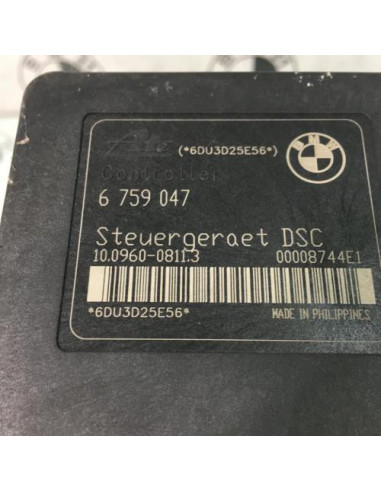 Ate (*6DU3D25E56*)
BMW
Controller
6 759 047
Steuergeraet DSC
10.0960-0811.3 00008744E1
*6DU3D25E56*
MADE IN PHILIPPINES